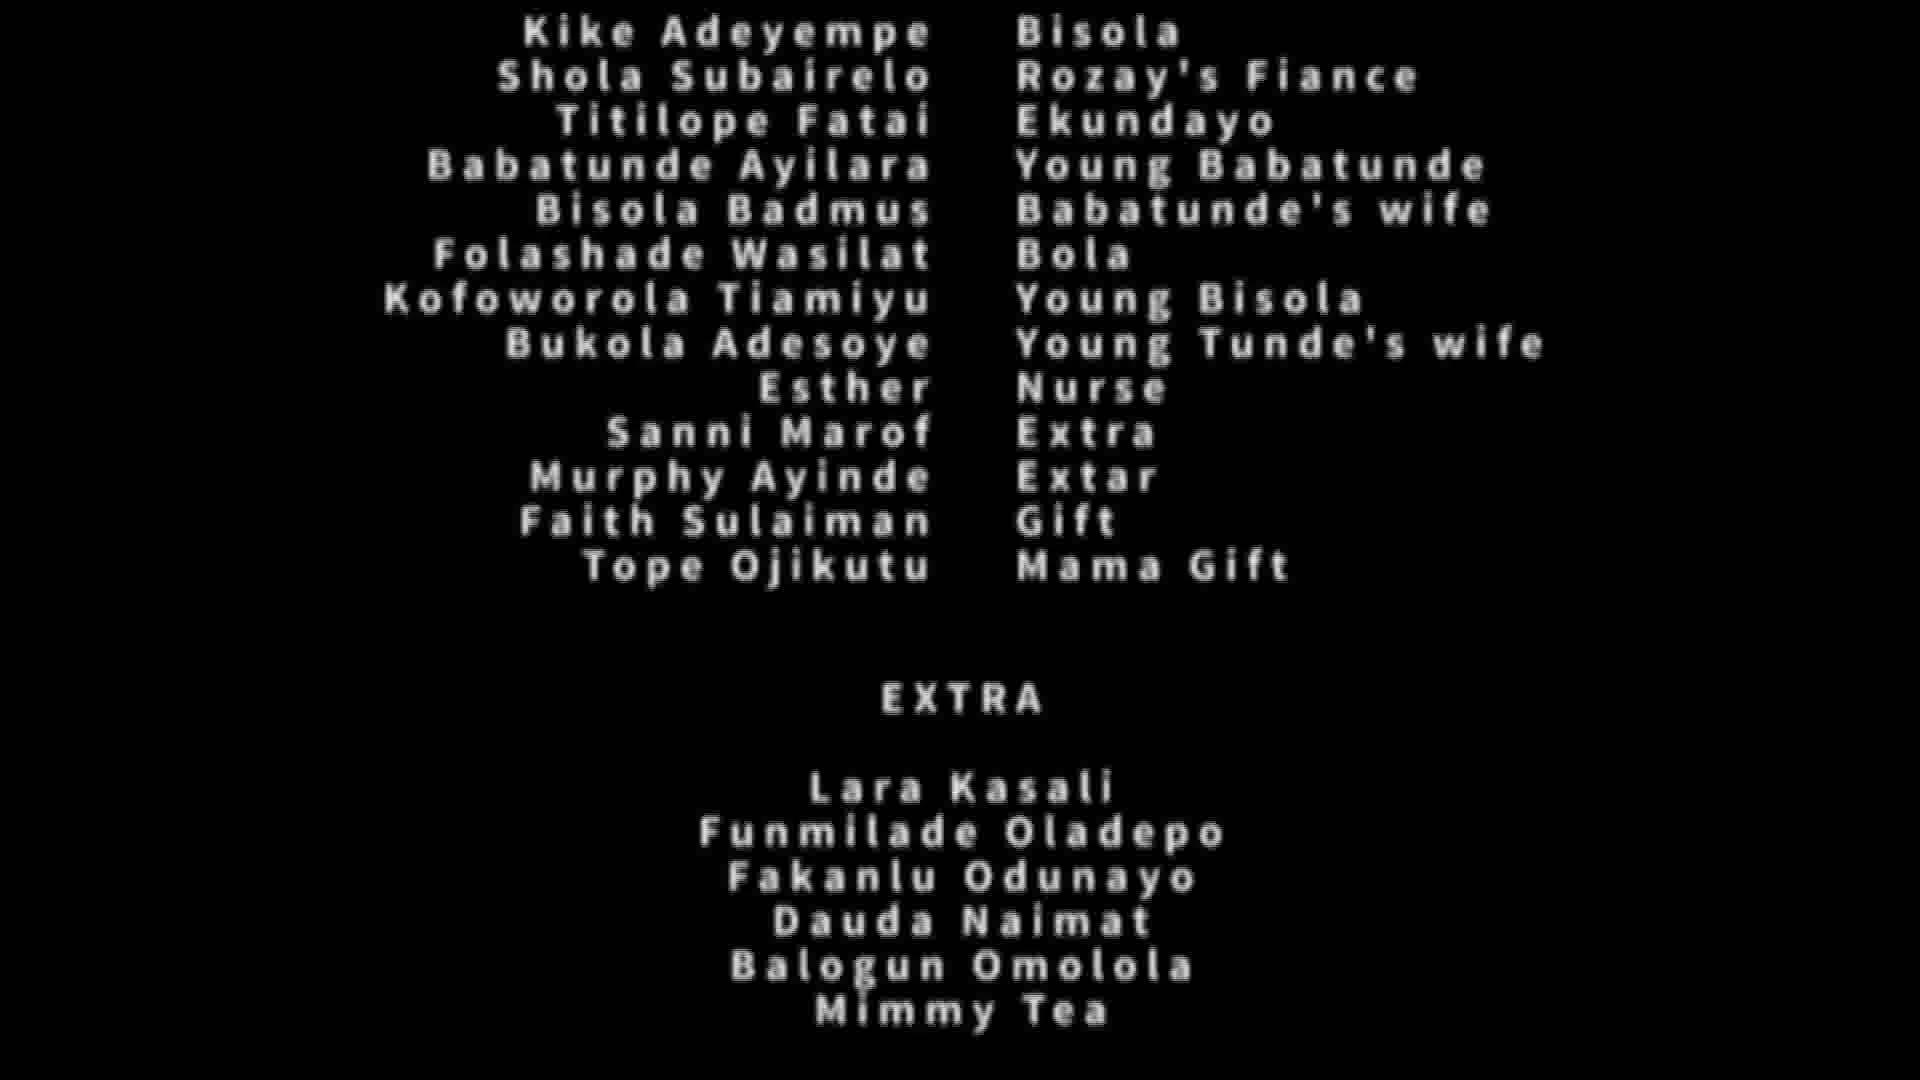 Kike Adeyempe Bisola
Shola Subairelo Rozay's Fiance
Titilope Fatai Ekundayo
Babatunde Ayilara Young Babatunde
Bisola Badmus Babatunde's wife
Folashade Wasilat Bola
Kofoworola Tiamiyu Young Bisola
Bukola Adesoye Young Tunde's wife
Esther Nurse
Sanni Marof Extra
Murphy Ayinde Extar
Faith Sulaiman Gift
Tope Ojikutu Mama Gift
EXTRA
Lara Kasali
Funmilade Oladepo
Fakanlu Odunayo
Dauda Naimat
Balogun Omolola
Mimmy Tea